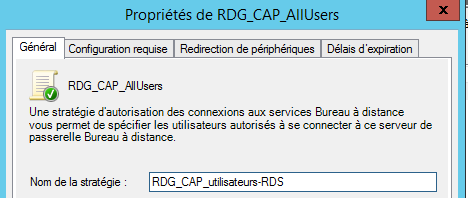 Propriétés de RDG_CAP_AllUsers
x
Général Configuration requise Redirection de périphériques Délais d'expiration
RDG_CAP_AllUsers
Une stratégie d'autorisation des connexions aux services Bureau à distance
vous permet de spécifier les utilisateurs autorisés à se connecter à ce serveur de
passerelle Bureau à distance.
Nom de la stratégie : RDG_CAP_utilisateurs-RDS